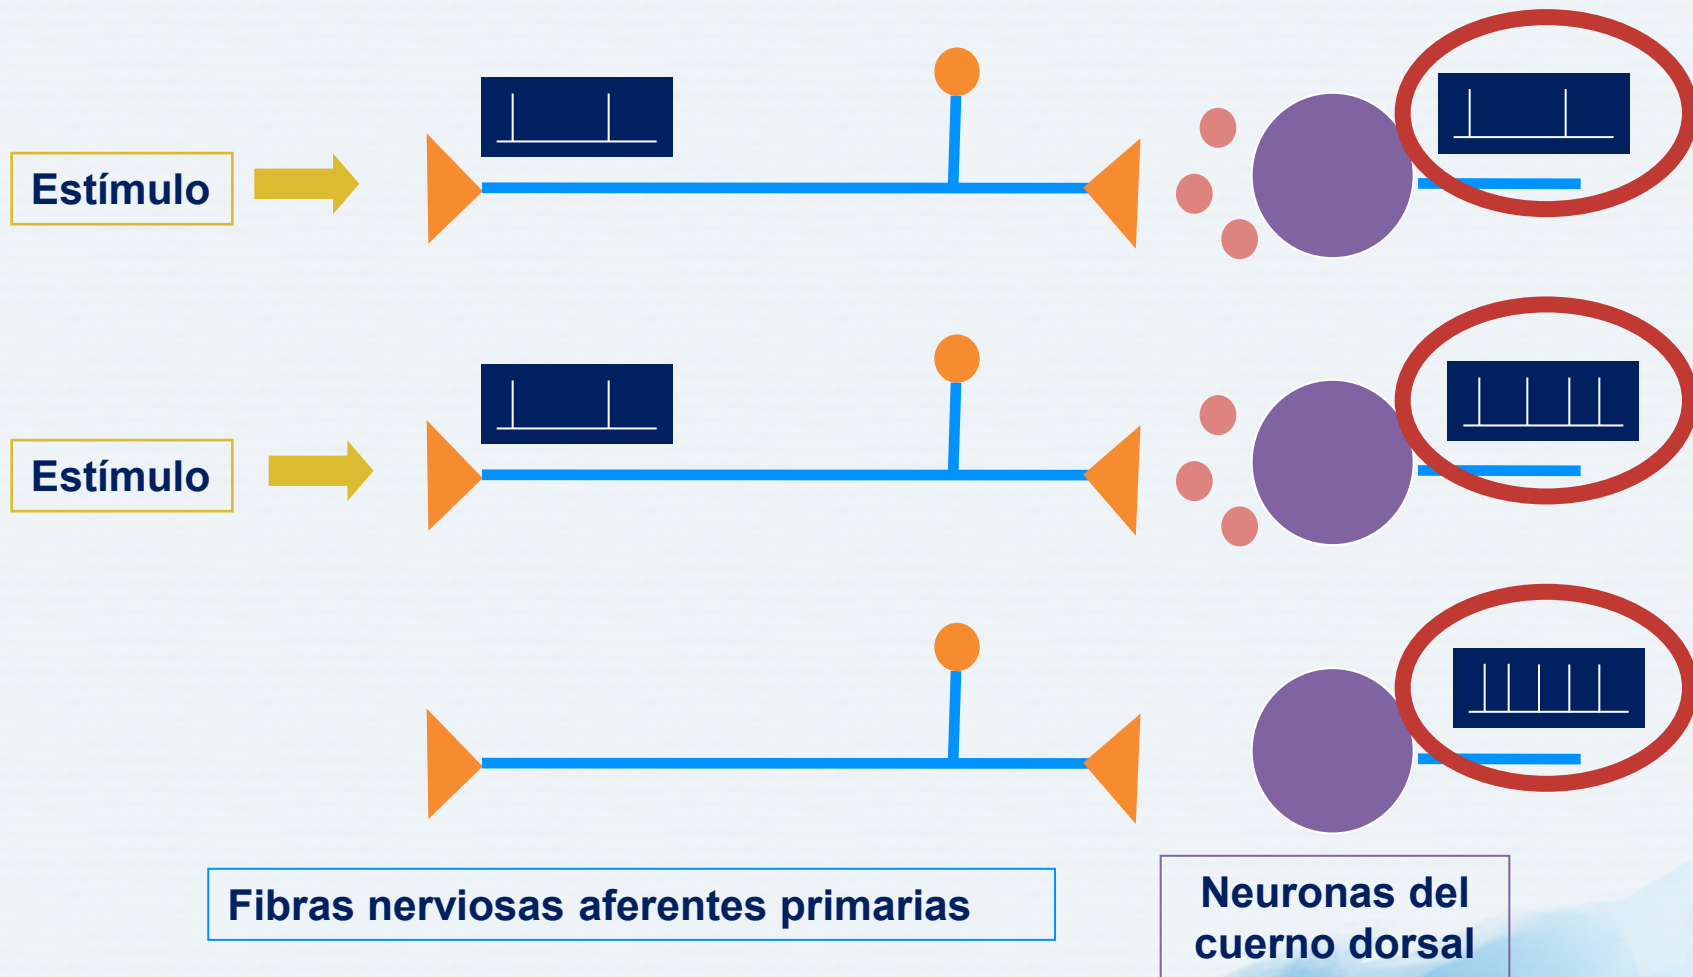 Estímulo
Estímulo
Fibras nerviosas aferentes primarias
Neuronas del
cuerno dorsal